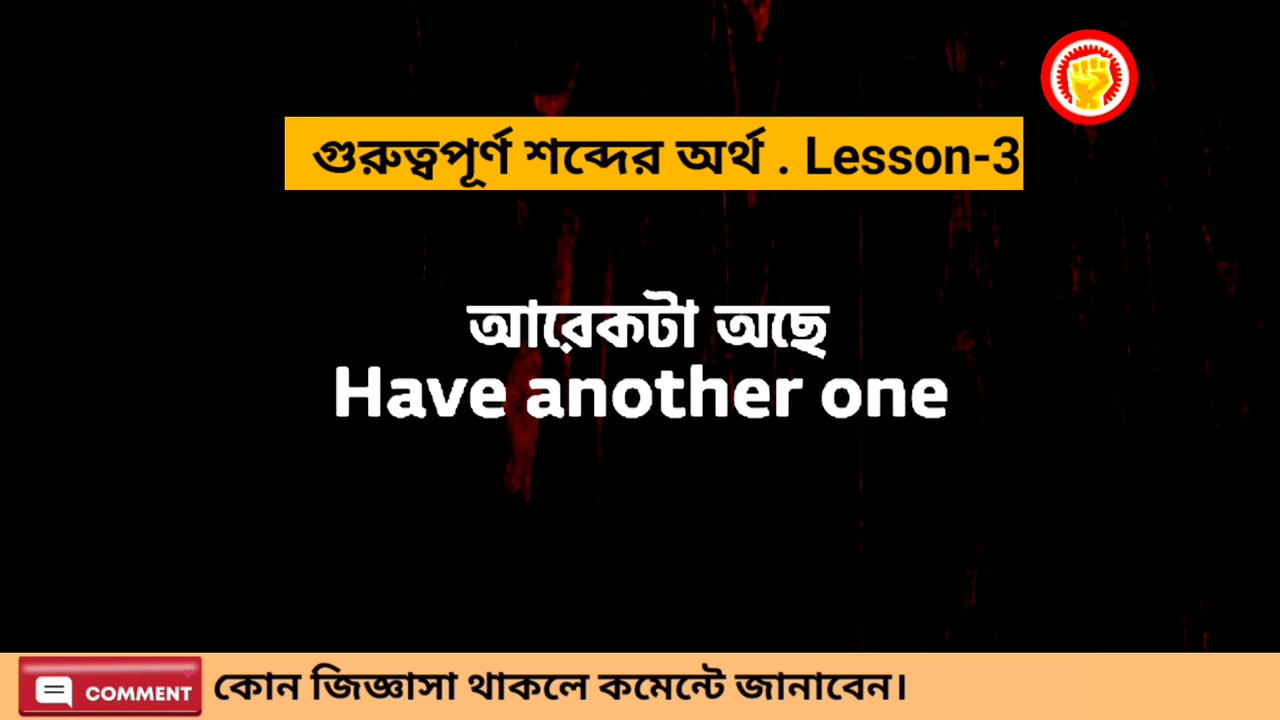 গুরুত্বপূর্ণ শব্দের অর্থ . Lesson-3
আরেকটা অছে
Have another one
COMMENT কোন জিজ্ঞাসা থাকলে কমেন্টে জানাবেন।